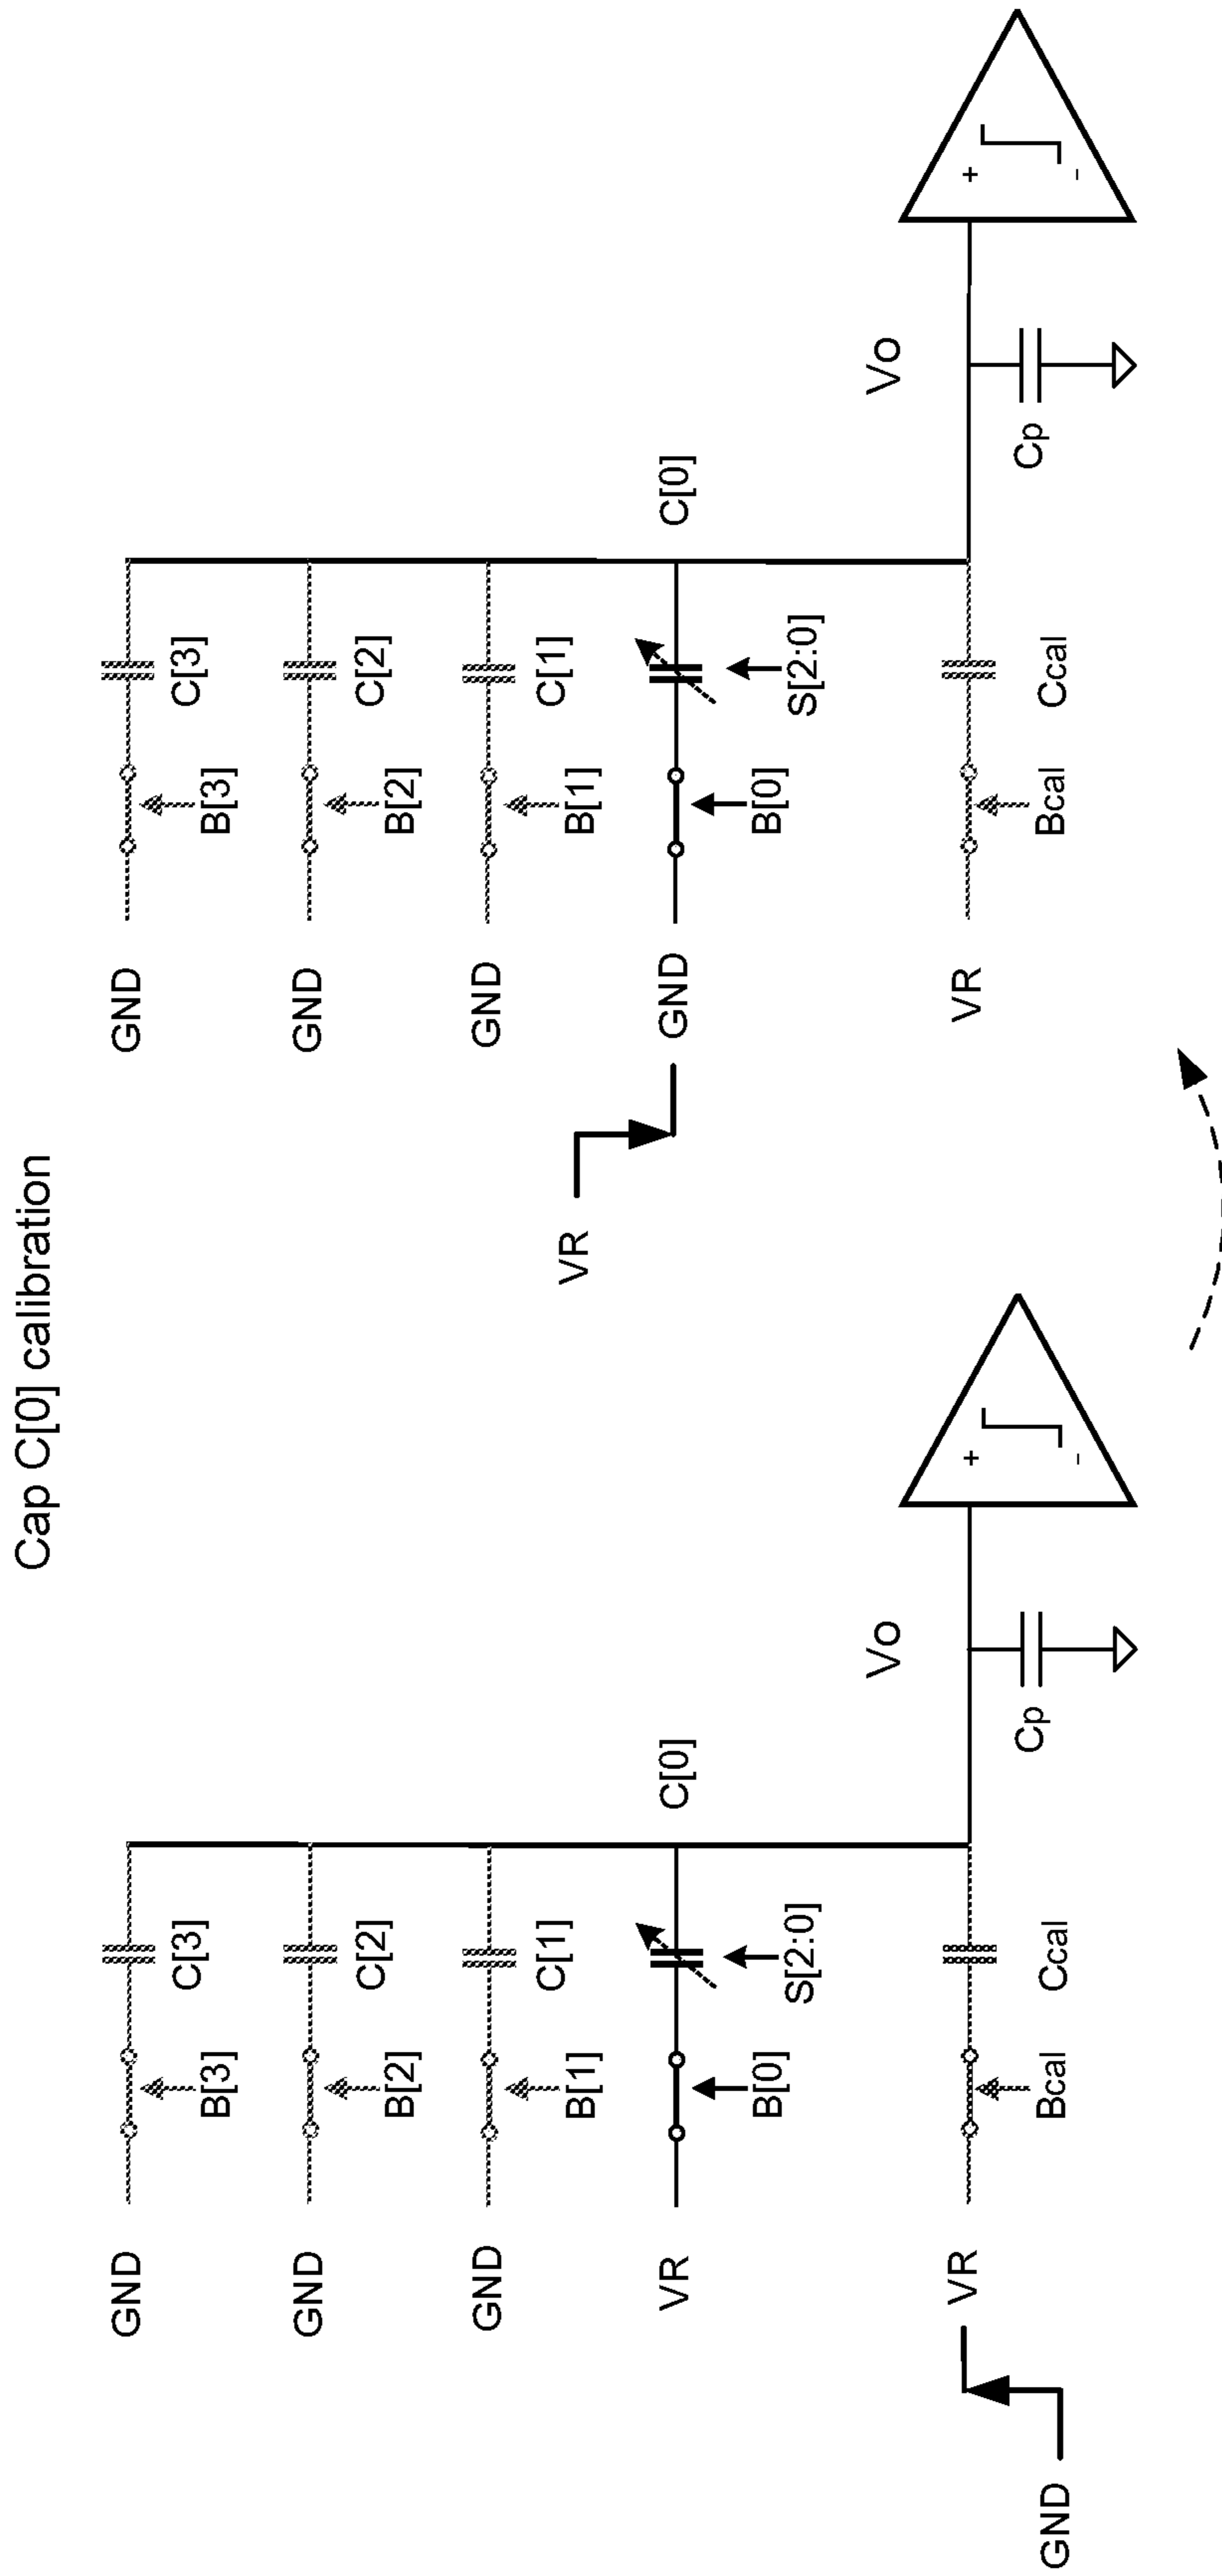 Cap C[0] calibration
GND
B[3]
C[3]
GND
B[2]
C[2]
GND
B[1]
C[1]
VR
B[0]
S[2:0]
C[0]
GND
VR
Bcal
Ccal
Vo
Cp
+
-
GND
B[3]
C[3]
GND
B[2]
C[2]
GND
B[1]
C[1]
VR
GND
B[0]
S[2:0]
C[0]
VR
Bcal
Ccal
Vo
Cp
+
-